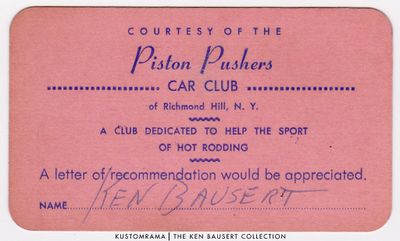 COURTESY OF THE
Piston Pushers
CAR CLUB
of Richmond Hill, N. Y.
A CLUB DEDICATED TO HELP THE SPORT
OF HOT RODDING
A letter of recommendation would be appreciated.
NAME KEN BAUSERT
KUSTOMRAMA | THE KEN BAUSERT COLLECTION